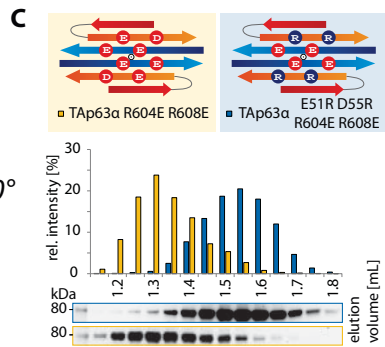 C
E D
E E
E E
D E
R R
E E
E E
R R
TAp63α R604E R608E
TAp63α E51R D55R
R604E R608E
0°
rel. intensity [%]
30
20
10
0
1.2 1.3 1.4 1.5 1.6 1.7 1.8
kDa
80
80
elution
volume [mL]